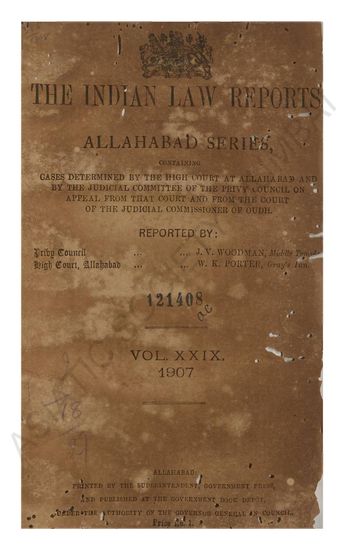 THE INDIAN LAW REPORTS
ALLAHABAD SERIES,
CONTAINING
CASES DETERMINED BY THE HIGH COURT AT ALLAHABAD AND
BY THE JUDICIAL COMMITTEE OF THE PRIVY COUNCIL ON
APPEAL FROM THAT COURT AND FROM THE COURT
OF THE JUDICIAL COMMISSIONER OF OUDH.
REPORTED BY:
Privy Council ... ... J. V. WOODMAN, Middle Temple.
High Court, Allahabad ... ... W. K. PORTER, Gray's Inn.
121408
VOL. XXIX.
1907
ALLAHABAD:
PRINTED BY THE SUPERINTENDENT, GOVERNMENT PRESS,
AND PUBLISHED AT THE GOVERNMENT BOOK DEPÔT,
UNDER THE AUTHORITY OF THE GOVERNOR-GENERAL IN COUNCIL.